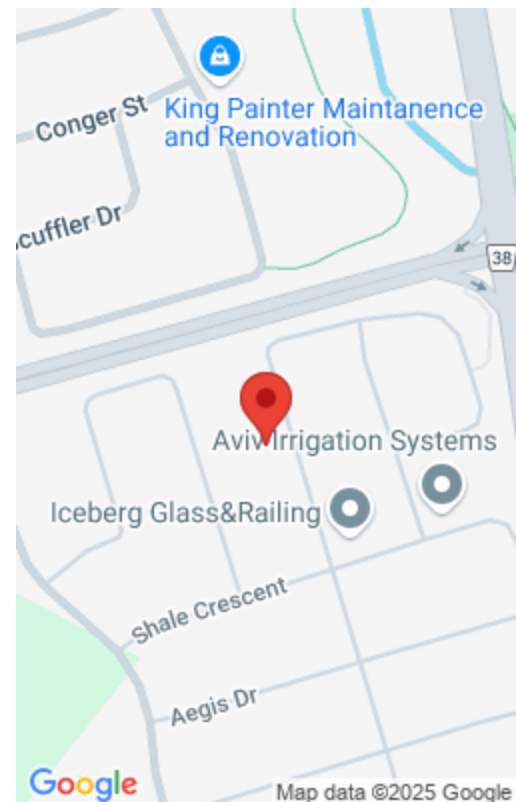 Conger St
King Painter Maintanence
and Renovation
cuffler Dr
38
Aviv Irrigation Systems
Iceberg Glass&Railing
Shale Crescent
Aegis Dr
Google
Map data ©2025 Google